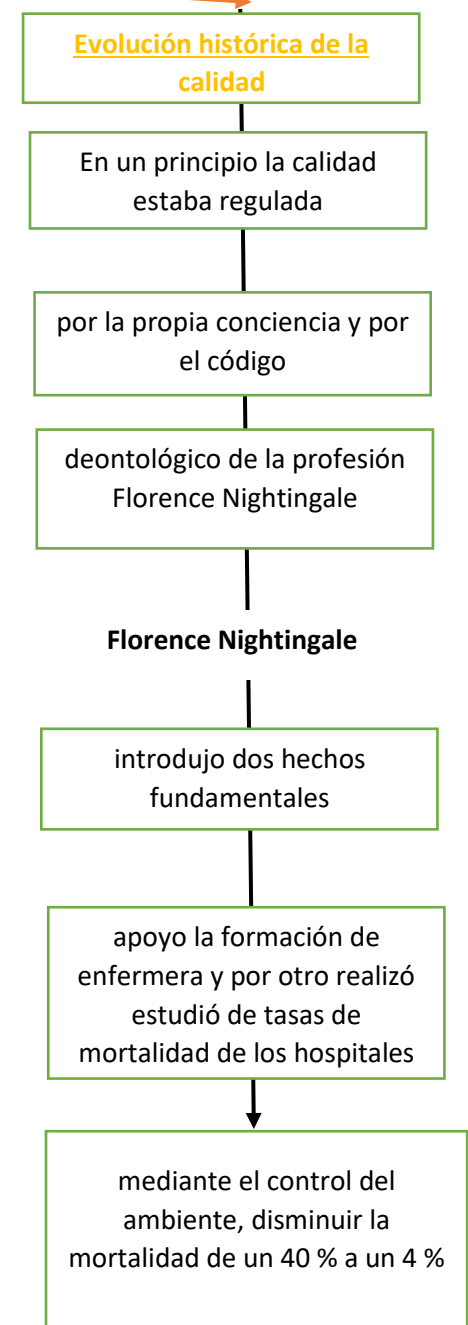 Evolución histórica de la
calidad
En un principio la calidad
estaba regulada
por la propia conciencia y por
el código
deontológico de la profesión
Florence Nightingale
Florence Nightingale
introdujo dos hechos
fundamentales
apoyo la formación de
enfermera y por otro realizó
estudió de tasas de
mortalidad de los hospitales
mediante el control del
ambiente, disminuir la
mortalidad de un 40 % a un 4 %